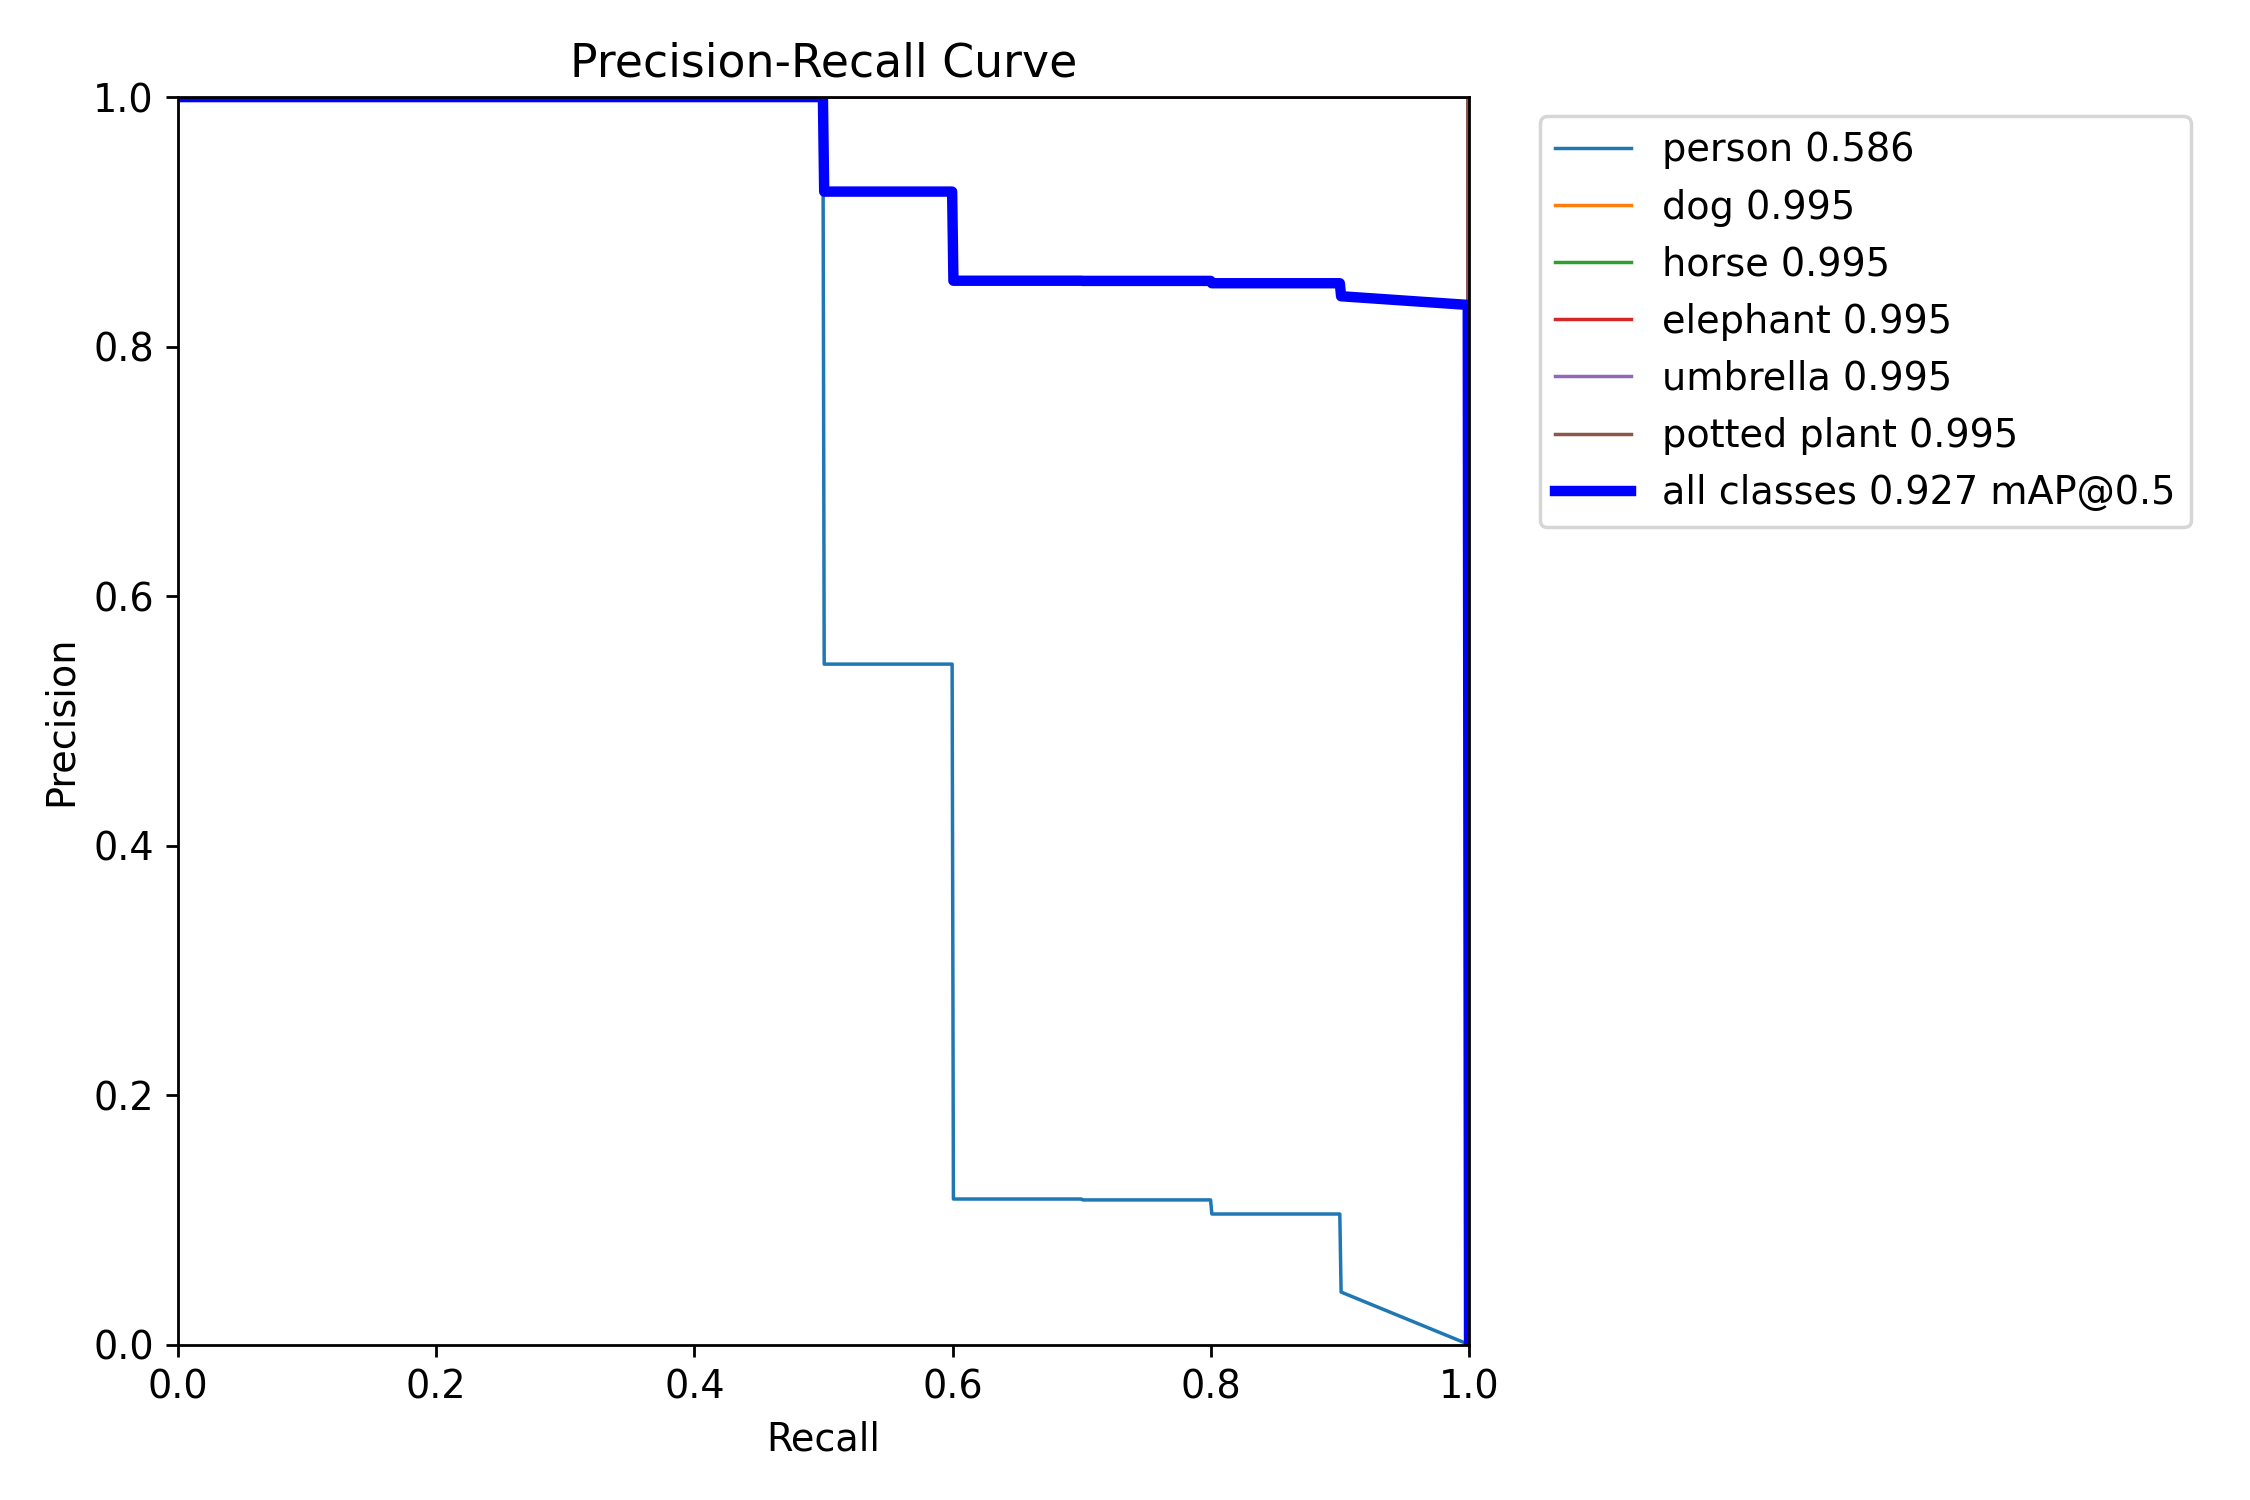 Precision-Recall Curve
1.0
0.8
0.6
0.4
0.2
0.0
Precision
0.0 0.2 0.4 0.6 0.8 1.0
Recall
person 0.586
dog 0.995
horse 0.995
elephant 0.995
umbrella 0.995
potted plant 0.995
all classes 0.927 mAP@0.5